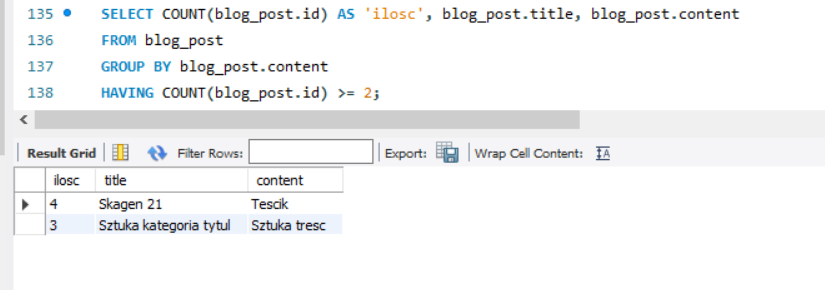 135 SELECT COUNT(blog_post.id) AS 'ilosc', blog_post.title, blog_post.content
136 FROM blog_post
137 GROUP BY blog_post.content
138 HAVING COUNT(blog_post.id) >= 2;
Result Grid Filter Rows: Export: Wrap Cell Content: IA
ilosc title content
4 Skagen 21 Tescik
3 Sztuka kategoria tytul Sztuka tresc